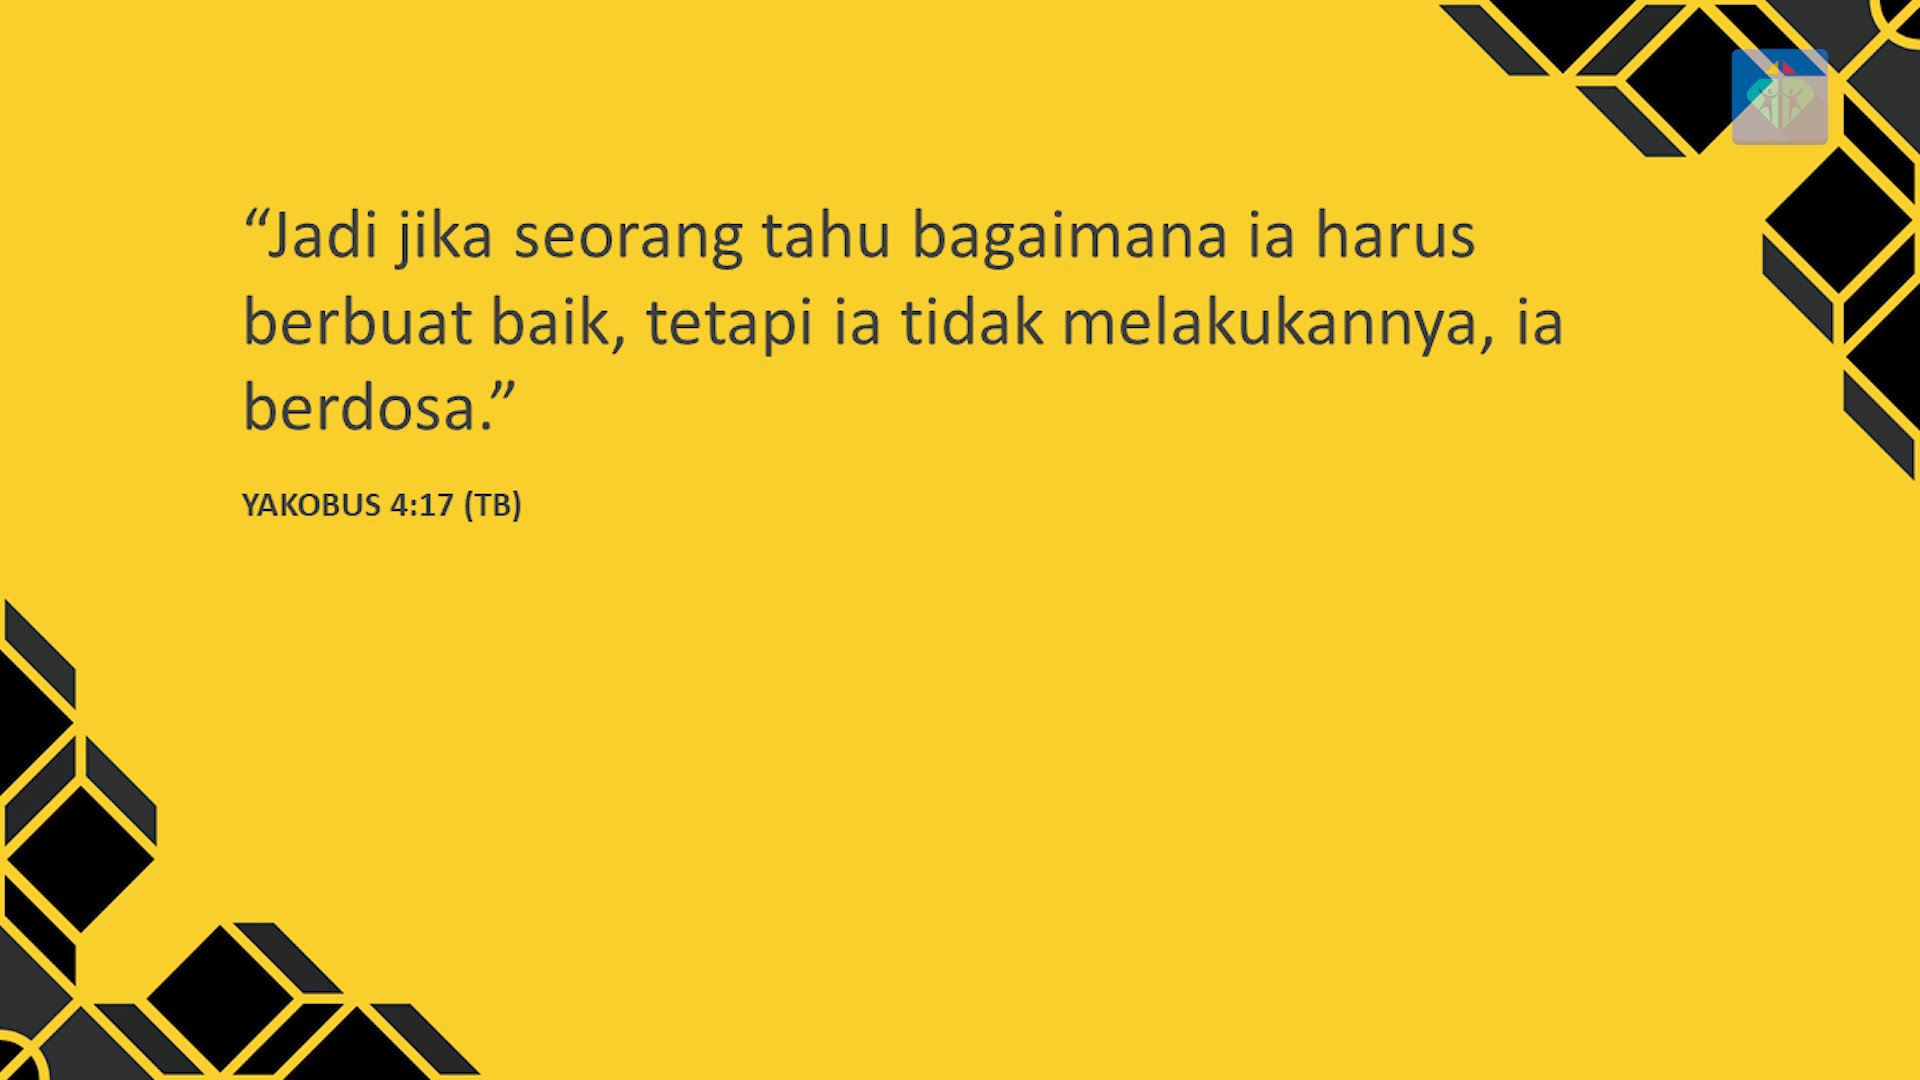 “Jadi jika seorang tahu bagaimana ia harus
berbuat baik, tetapi ia tidak melakukannya, ia
berdosa.”
YAKOBUS 4:17 (TB)